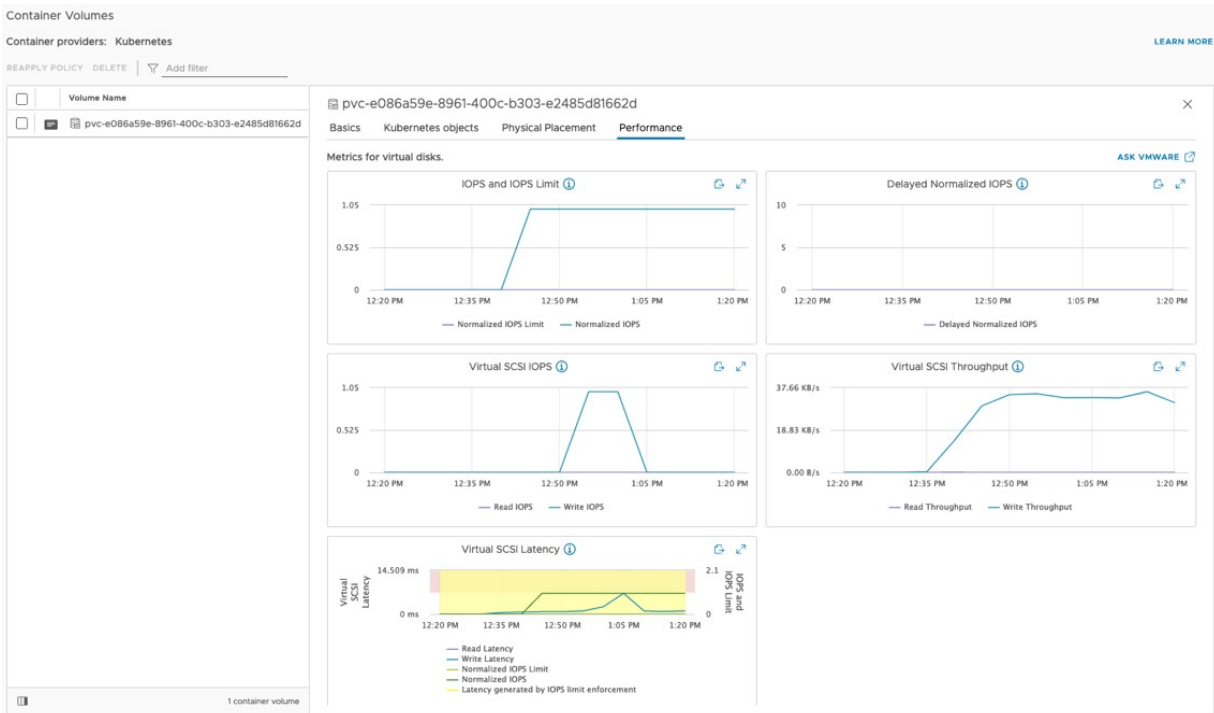 Container Volumes
Container providers: Kubernetes
LEARN MORE
REAPPLY POLICY DELETE Add filter
Volume Name
pvc-e086a59e-8961-400c-b303-e2485d81662d
1 container volume
pvc-e086a59e-8961-400c-b303-e2485d81662d
Basics Kubernetes objects Physical Placement Performance
Metrics for virtual disks.
ASK VMWARE
IOPS and IOPS Limit
1.05
0.525
0
12:20 PM 12:35 PM 12:50 PM 1:05 PM 1:20 PM
Normalized IOPS Limit Normalized IOPS
Delayed Normalized IOPS
10
5
0
12:20 PM 12:35 PM 12:50 PM 1:05 PM 1:20 PM
Delayed Normalized IOPS
Virtual SCSI IOPS
1.05
0.525
0
12:20 PM 12:35 PM 12:50 PM 1:05 PM 1:20 PM
Read IOPS Write IOPS
Virtual SCSI Throughput
37.66 KB/s
18.83 KB/s
0.00 B/s
12:20 PM 12:35 PM 12:50 PM 1:05 PM 1:20 PM
Read Throughput Write Throughput
Virtual SCSI Latency
Virtual
SCSI
Latency
14.509 ms
0 ms
2.1
0
IOPS and
IOPS Limit
12:20 PM 12:35 PM 12:50 PM 1:05 PM 1:20 PM
Read Latency
Write Latency
Normalized IOPS Limit
Normalized IOPS
Latency generated by IOPS limit enforcement